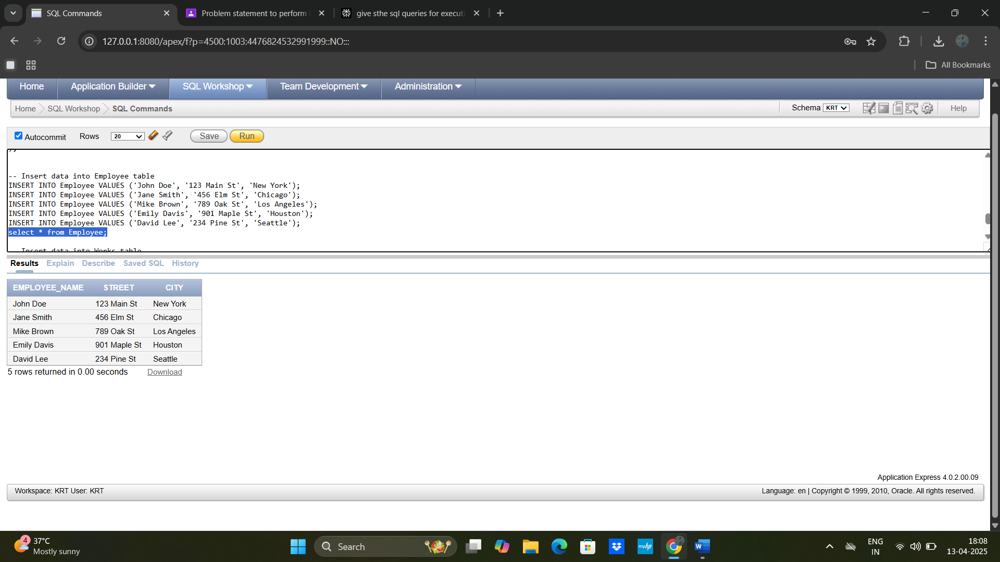 SQL Commands
Problem statement to perform
give sthe sql queries for executi
127.0.0.1:8080/apex/f?p=4500:1003:4476824532991999::NO:::
All Bookmarks
Home Application Builder SQL Workshop Team Development Administration
Home SQL Workshop SQL Commands
Schema KRT Help
Autocommit Rows 20 Save Run
-- Insert data into Employee table
INSERT INTO Employee VALUES ('John Doe', '123 Main St', 'New York');
INSERT INTO Employee VALUES ('Jane Smith', '456 Elm St', 'Chicago');
INSERT INTO Employee VALUES ('Mike Brown', '789 Oak St', 'Los Angeles');
INSERT INTO Employee VALUES ('Emily Davis', '901 Maple St', 'Houston');
INSERT INTO Employee VALUES ('David Lee', '234 Pine St', 'Seattle');
select * from Employee;
Insert data into Works table
Results Explain Describe Saved SQL History
EMPLOYEE_NAME STREET CITY
John Doe 123 Main St New York
Jane Smith 456 Elm St Chicago
Mike Brown 789 Oak St Los Angeles
Emily Davis 901 Maple St Houston
David Lee 234 Pine St Seattle
5 rows returned in 0.00 seconds Download
Application Express 4.0.2.00.09
Workspace: KRT User: KRT
Language: en | Copyright © 1999, 2010, Oracle. All rights reserved.
4
37°C
Mostly sunny
Search
myhp
W
ENG
IN
18:08
13-04-2025